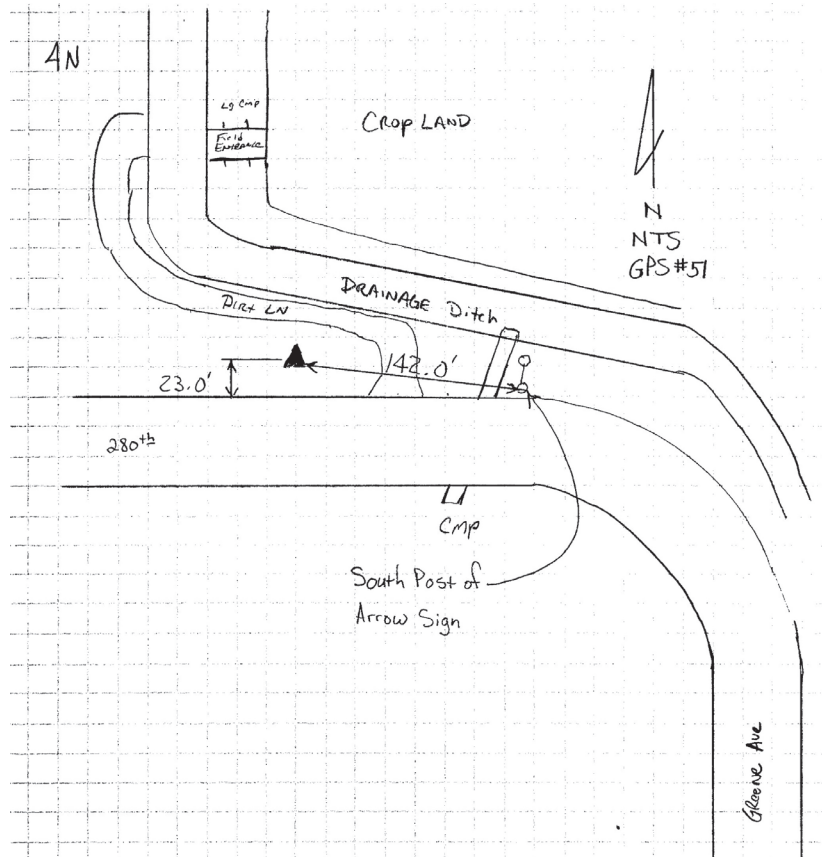 4N
Lg Cmp
Field
ENTRANCE
CROP LAND
N
NTS
GPS #51
DRAINAGE Ditch
Dirt LN
142.0'
23.0'
280th
Cmp
South Post of
Arrow Sign
Greene Ave